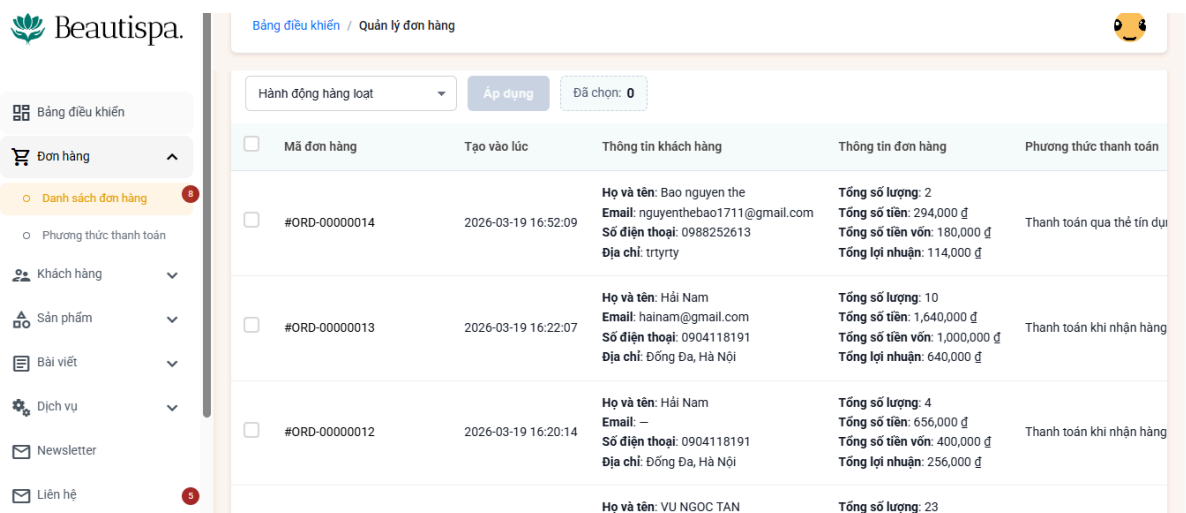 Beautispa.
Bảng điều khiển / Quản lý đơn hàng
Hành động hàng loạt
Áp dụng
Đã chọn: 0
Bảng điều khiển
Đơn hàng
Danh sách đơn hàng 8
Phương thức thanh toán
Khách hàng
Sản phẩm
Bài viết
Dịch vụ
Newsletter
Liên hệ 5
Mã đơn hàng
Tạo vào lúc
Thông tin khách hàng
Thông tin đơn hàng
Phương thức thanh toán
#ORD-00000014
2026-03-19 16:52:09
Họ và tên: Bao nguyen the
Email: nguyenthebao1711@gmail.com
Số điện thoại: 0988252613
Địa chỉ: trtyrty
Tổng số lượng: 2
Tổng số tiền: 294,000 ₫
Tổng số tiền vốn: 180,000 ₫
Tổng lợi nhuận: 114,000 ₫
Thanh toán qua thẻ tín dụ
#ORD-00000013
2026-03-19 16:22:07
Họ và tên: Hải Nam
Email: hainam@gmail.com
Số điện thoại: 0904118191
Địa chỉ: Đống Đa, Hà Nội
Tổng số lượng: 10
Tổng số tiền: 1,640,000 ₫
Tổng số tiền vốn: 1,000,000 ₫
Tổng lợi nhuận: 640,000 ₫
Thanh toán khi nhận hàng
#ORD-00000012
2026-03-19 16:20:14
Họ và tên: Hải Nam
Email: —
Số điện thoại: 0904118191
Địa chỉ: Đống Đa, Hà Nội
Tổng số lượng: 4
Tổng số tiền: 656,000 ₫
Tổng số tiền vốn: 400,000 ₫
Tổng lợi nhuận: 256,000 ₫
Thanh toán khi nhận hàng
Họ và tên: VU NGOC TAN
Tổng số lượng: 23